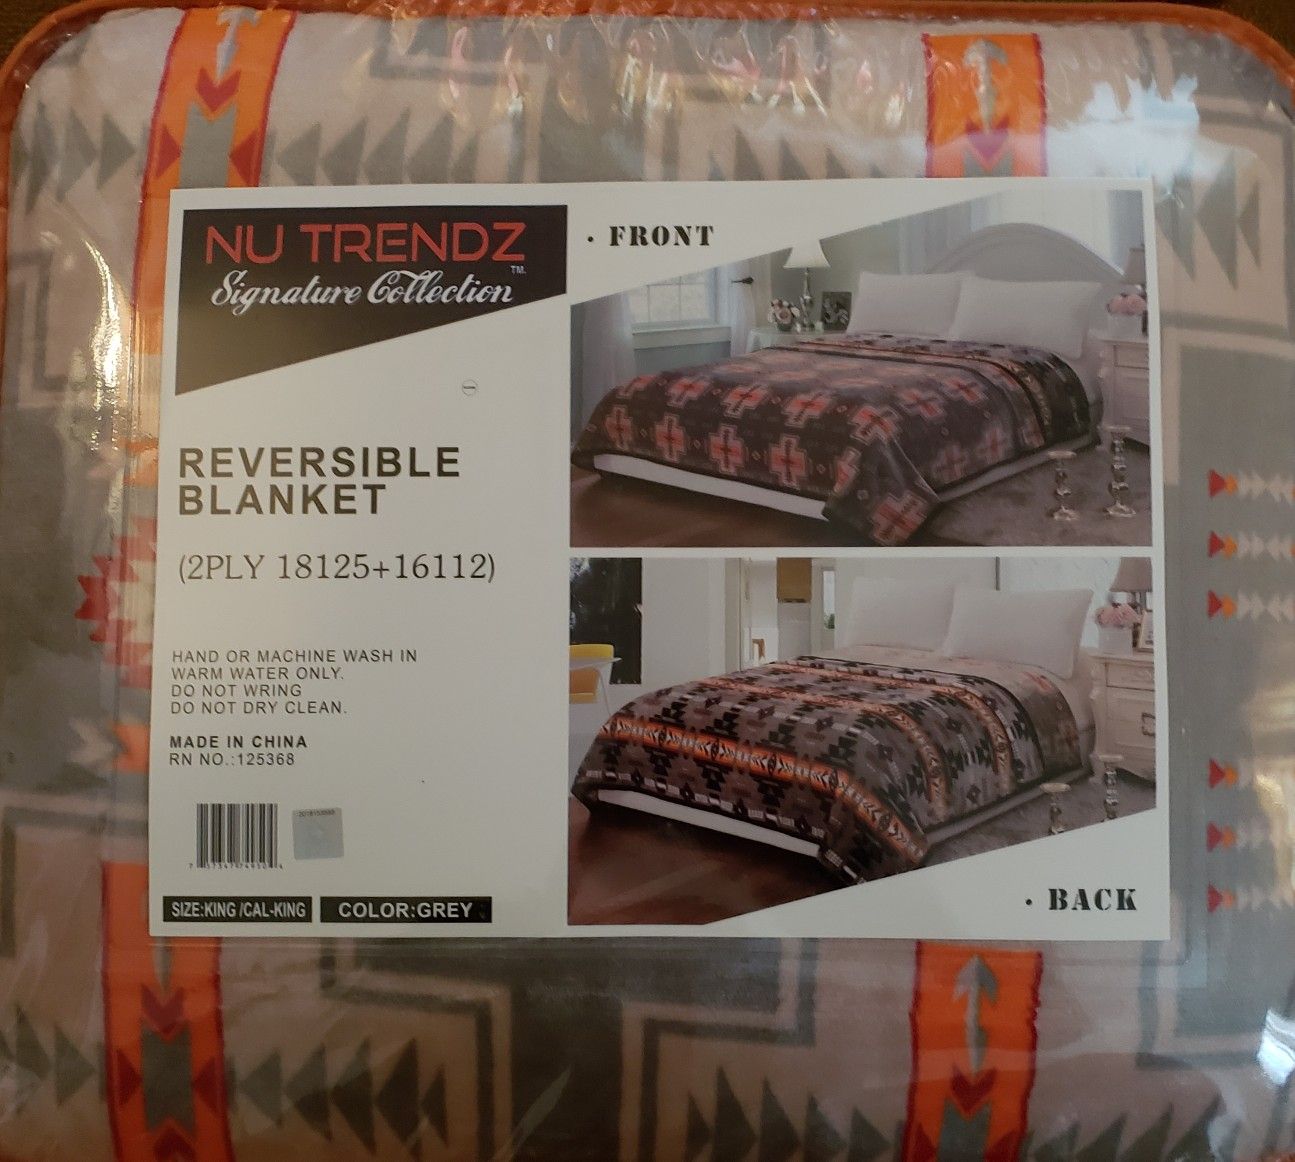 NU TRENDZ
TM.
Signature Collection
• FRONT
REVERSIBLE
BLANKET
(2PLY 18125+16112)
HAND OR MACHINE WASH IN
WARM WATER ONLY.
DO NOT WRING
DO NOT DRY CLEAN.
MADE IN CHINA
RN NO.:125368
SIZE:KING /CAL-KING
COLOR:GREY
• BACK